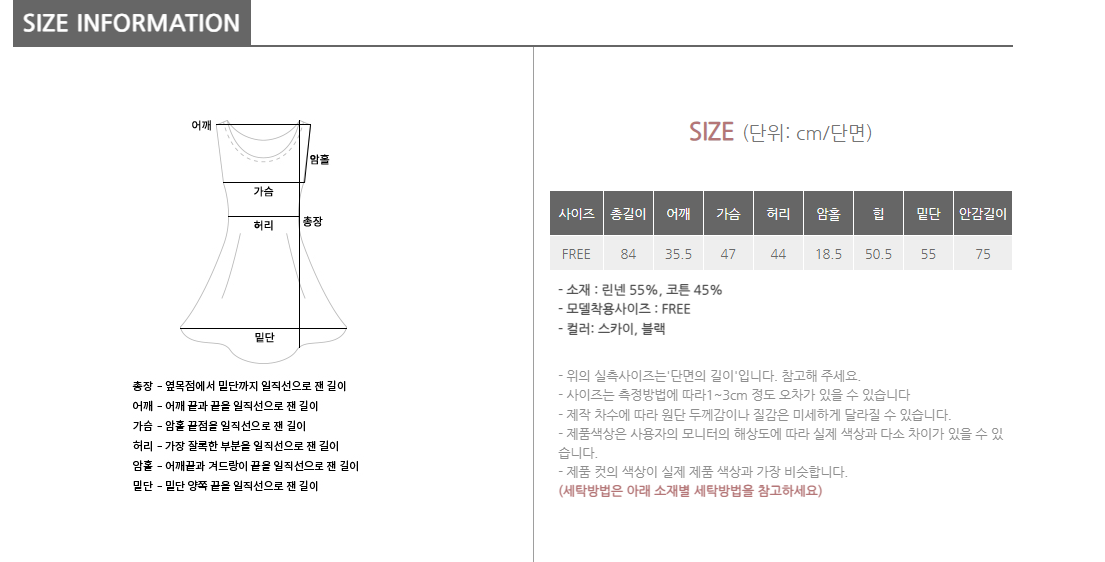 SIZE INFORMATION
어깨
암홀
가슴
허리
총장
밑단
총장 - 옆목점에서 밑단까지 일직선으로 잰 길이
어깨 - 어깨 끝과 끝을 일직선으로 잰 길이
가슴 - 암홀 끝점을 일직선으로 잰 길이
허리 - 가장 잘록한 부분을 일직선으로 잰 길이
암홀 - 어깨끝과 겨드랑이 끝을 일직선으로 잰 길이
밑단 - 밑단 양쪽 끝을 일직선으로 잰 길이
SIZE (단위: cm/단면)
사이즈 총길이 어깨 가슴 허리 암홀 힙 밑단 안감길이
FREE 84 35.5 47 44 18.5 50.5 55 75
- 소재 : 린넨 55%, 코튼 45%
- 모델착용사이즈 : FREE
- 컬러: 스카이, 블랙
- 위의 실측사이즈는'단면의 길이'입니다. 참고해 주세요.
- 사이즈는 측정방법에 따라1~3cm 정도 오차가 있을 수 있습니다
- 제작 차수에 따라 원단 두께감이나 질감은 미세하게 달라질 수 있습니다.
- 제품색상은 사용자의 모니터의 해상도에 따라 실제 색상과 다소 차이가 있을 수 있
습니다.
- 제품 컷의 색상이 실제 제품 색상과 가장 비슷합니다.
(세탁방법은 아래 소재별 세탁방법을 참고하세요)